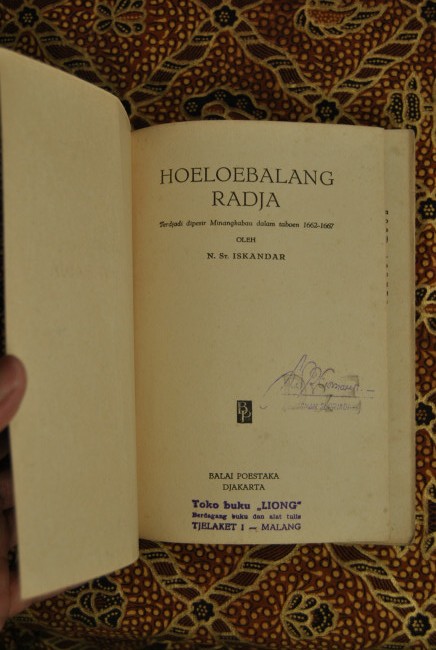 HOELOEBALANG
RADJA
Terdjadi dipesir Minangkabau dalam tahoen 1662-1667
OLEH
N. ST. ISKANDAR
BP
BALAI POESTAKA
DJAKARTA
Toko buku „LIONG"
Berdagang buku dan alat tulis
TJELAKET 1 — MALANG